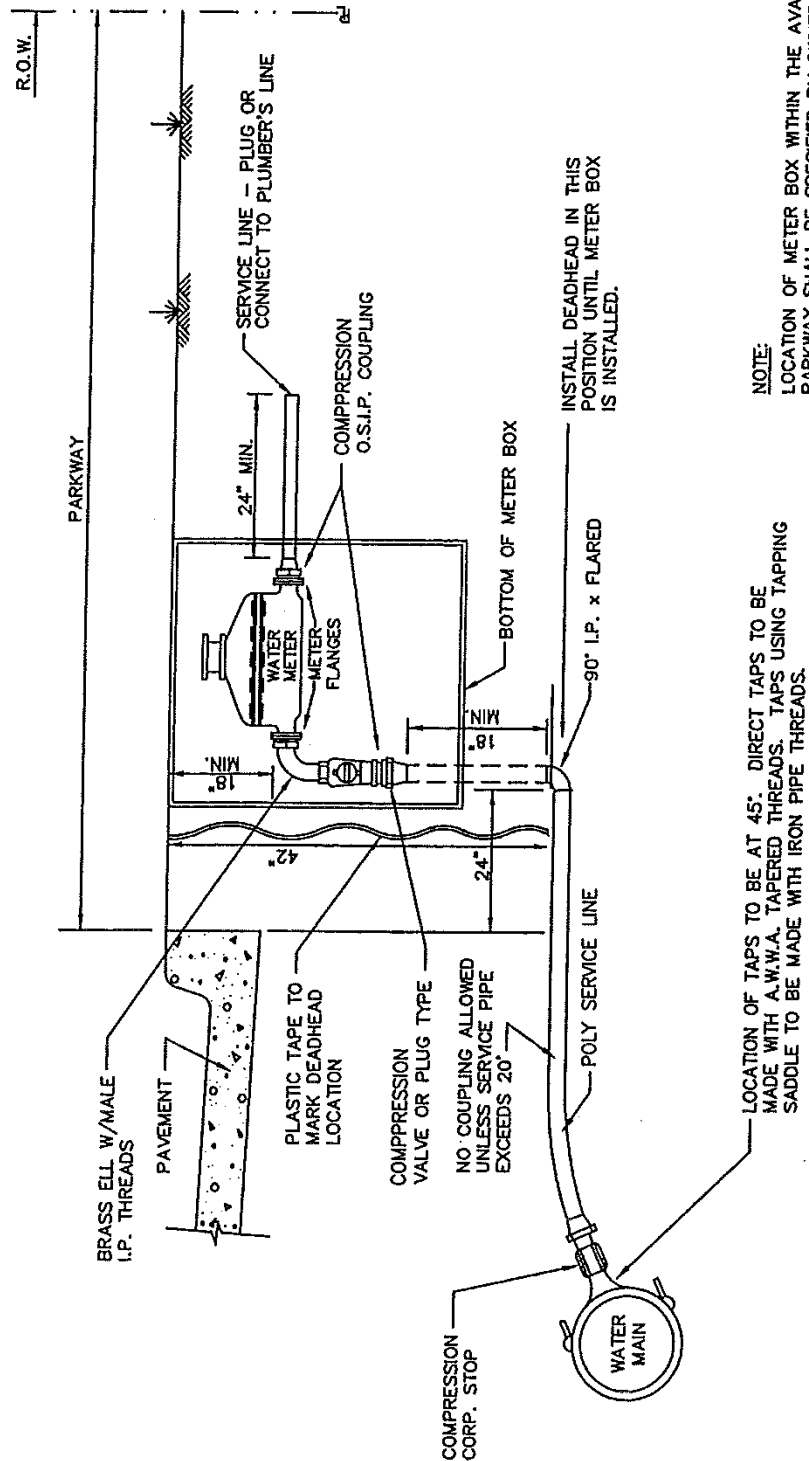 R.O.W.
PARKWAY
SERVICE LINE - PLUG OR
CONNECT TO PLUMBER'S LINE
24" MIN.
COMPPRESSION
O.S.I.P. COUPLING
WATER
METER
METER
FLANGES
18"
MIN.
BOTTOM OF METER BOX
INSTALL DEADHEAD IN THIS
POSITION UNTIL METER BOX
IS INSTALLED.
18"
MIN.
90° I.P. x FLARED
42"
24"
BRASS ELL W/MALE
I.P. THREADS
PAVEMENT
PLASTIC TAPE TO
MARK DEADHEAD
LOCATION
COMPPRESSION
VALVE OR PLUG TYPE
NO COUPLING ALLOWED
UNLESS SERVICE PIPE
EXCEEDS 20'
POLY SERVICE LINE
COMPRESSION
CORP. STOP
WATER
MAIN
LOCATION OF TAPS TO BE AT 45°. DIRECT TAPS TO BE
MADE WITH A.W.W.A. TAPERED THREADS. TAPS USING TAPPING
SADDLE TO BE MADE WITH IRON PIPE THREADS.
NOTE:
LOCATION OF METER BOX WITHIN THE
PARKWAY SHALL BE SPECIFIED